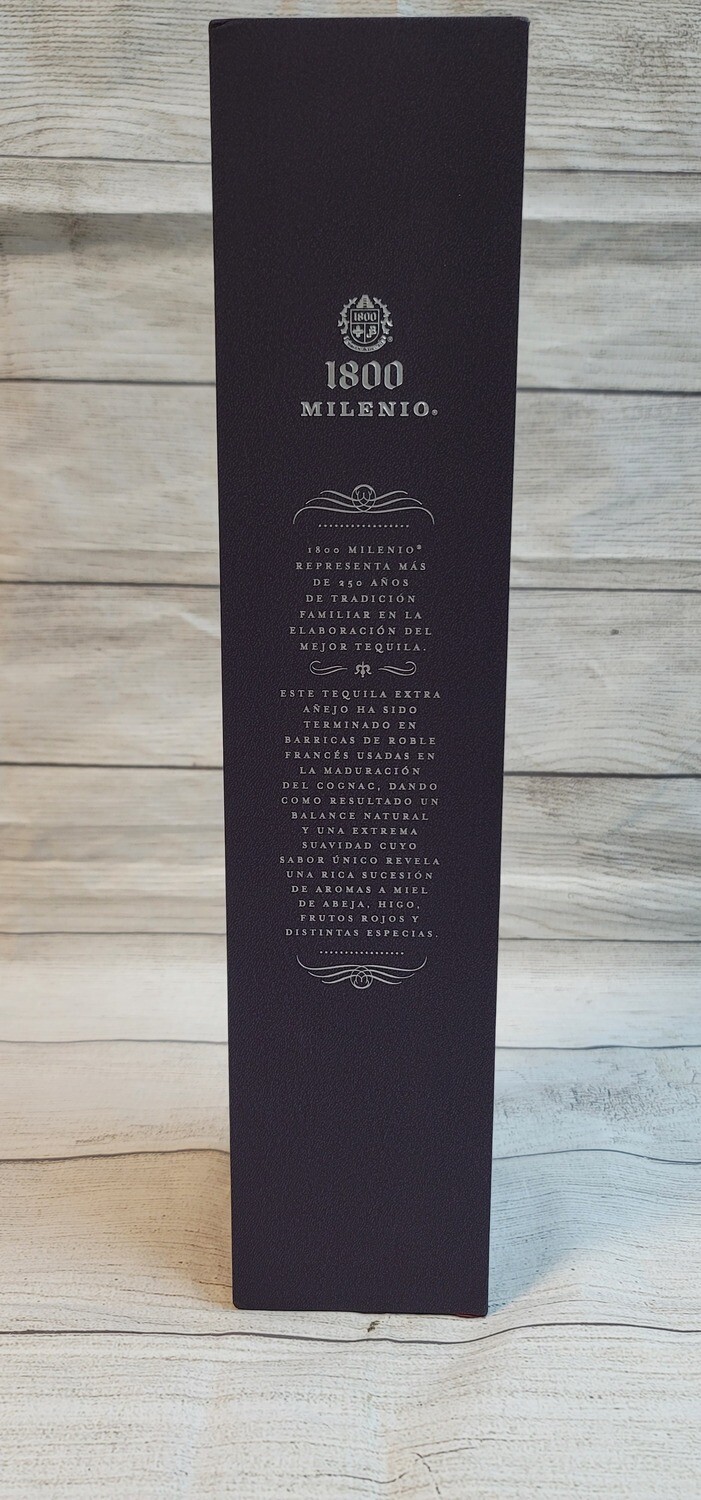 1800
1800
MILENIO®
1800 MILENIO®
REPRESENTA MÁS
DE 250 AÑOS
DE TRADICIÓN
FAMILIAR EN LA
ELABORACIÓN DEL
MEJOR TEQUILA.
ESTE TEQUILA EXTRA
AÑEJO HA SIDO
TERMINADO EN
BARRICAS DE ROBLE
FRANCÉS USADAS EN
LA MADURACIÓN
DEL COGNAC, DANDO
COMO RESULTADO UN
BALANCE NATURAL
Y UNA EXTREMA
SUAVIDAD CUYO
SABOR ÚNICO REVELA
UNA RICA SUCESIÓN
DE AROMAS A MIEL
DE ABEJA, HIGO,
FRUTOS ROJOS Y
DISTINTAS ESPECIAS.